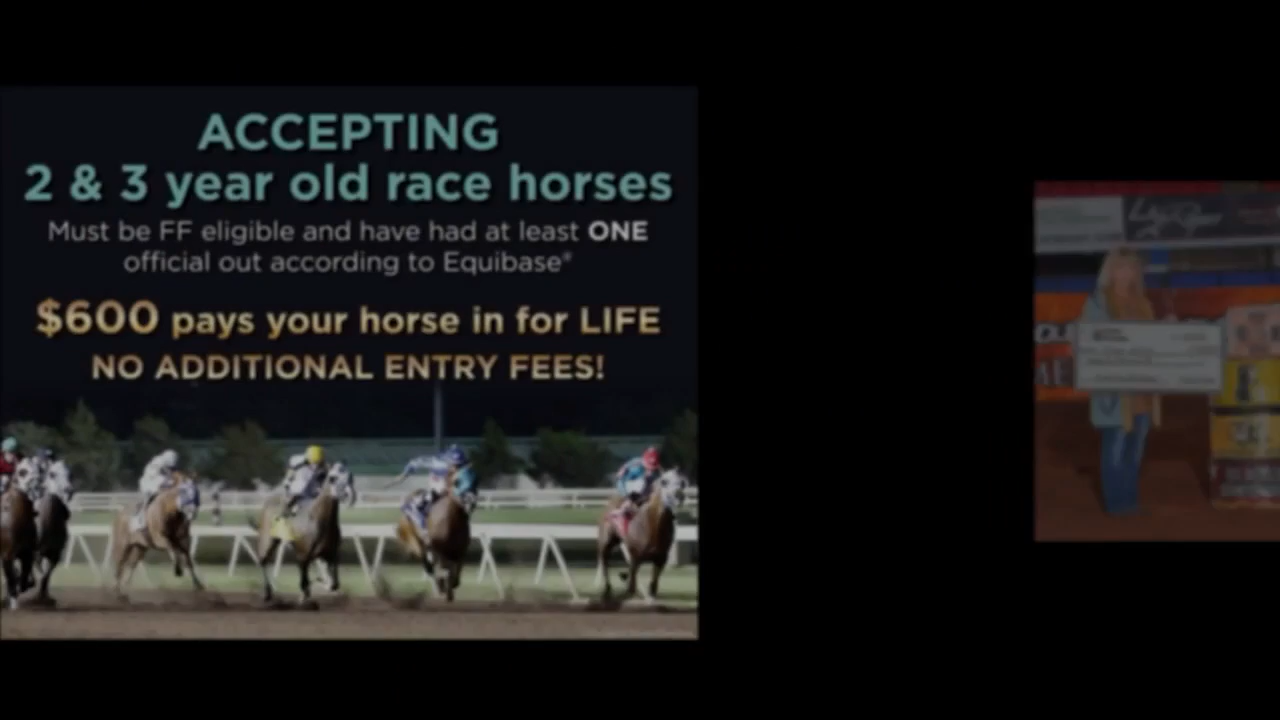 ACCEPTING
2 & 3 year old race horses
Must be FF eligible and have had at least ONE
official out according to Equibase®
$600 pays your horse in for LIFE
NO ADDITIONAL ENTRY FEES!